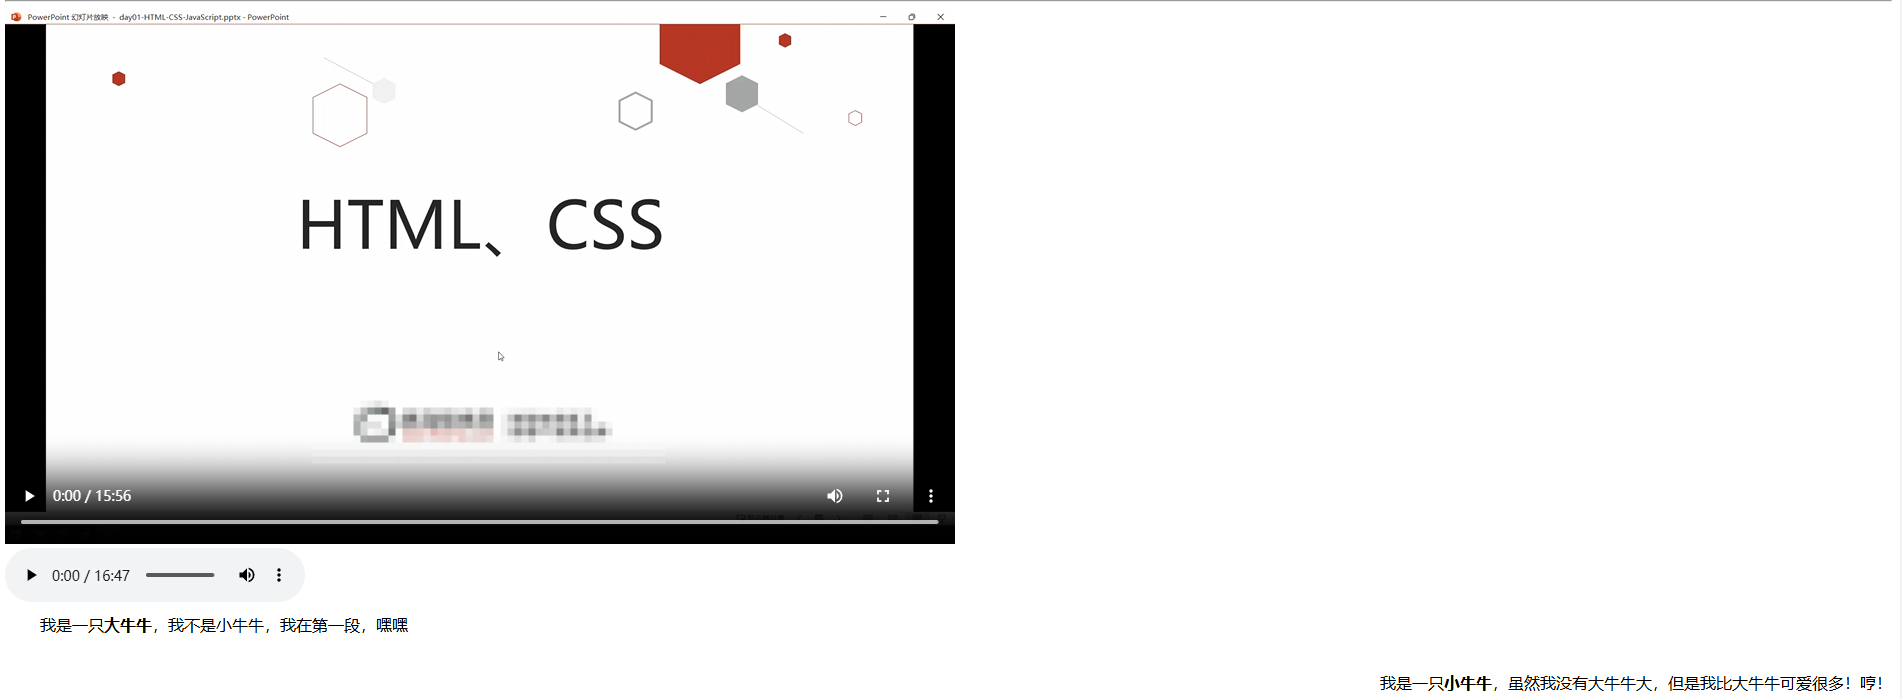 PowerPoint 幻灯片放映 - day01-HTML-CSS-JavaScript.pptx - PowerPoint
HTML、CSS
0:00 / 15:56
0:00 / 16:47
我是一只大牛牛，我不是小牛牛，我在第一段，嘿嘿
我是一只小牛牛，虽然我没有大牛牛大，但是我比大牛牛可爱很多！哼！